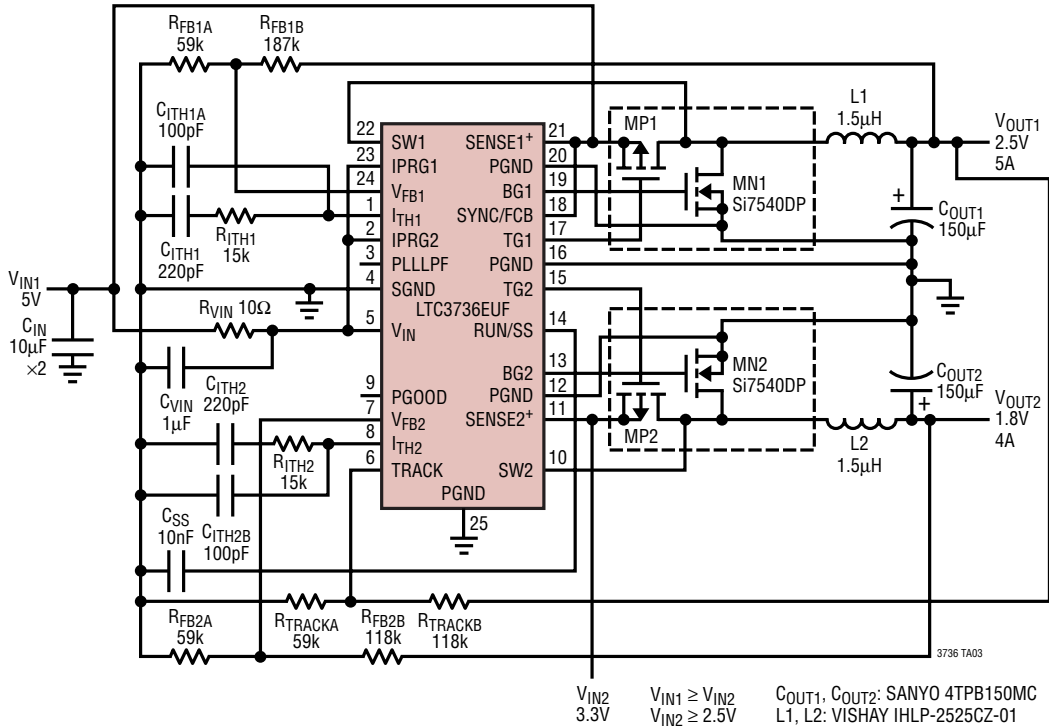 RFB1A
59k
RFB1B
187k
CITH1A
100pF
CITH1
220pF
RITH1
15k
VIN1
5V
CIN
10µF
×2
RVIN 10Ω
CVIN
1µF
CITH2
220pF
RITH2
15k
CITH2B
100pF
CSS
10nF
RTRACKA
59k
RTRACKB
118k
RFB2A
59k
RFB2B
118k
22
23
24
1
2
3
4
5
9
7
8
6
SW1
IPRG1
VFB1
ITH1
IPRG2
PLLLPF
SGND
LTC3736EUF
VIN
PGOOD
VFB2
ITH2
TRACK
PGND
25
SENSE1+
PGND
BG1
SYNC/FCB
TG1
PGND
TG2
RUN/SS
BG2
PGND
SENSE2+
SW2
21
20
19
18
17
16
15
14
13
12
11
10
MP1
MN1
Si7540DP
MN2
Si7540DP
MP2
L1
1.5µH
VOUT1
2.5V
5A
+
COUT1
150µF
COUT2
150µF
+
VOUT2
1.8V
4A
L2
1.5µH
3736 TA03
VIN2
3.3V
VIN1 ≥ VIN2
VIN2 ≥ 2.5V
COUT1, COUT2: SANYO 4TPB150MC
L1, L2: VISHAY IHLP-2525CZ-01